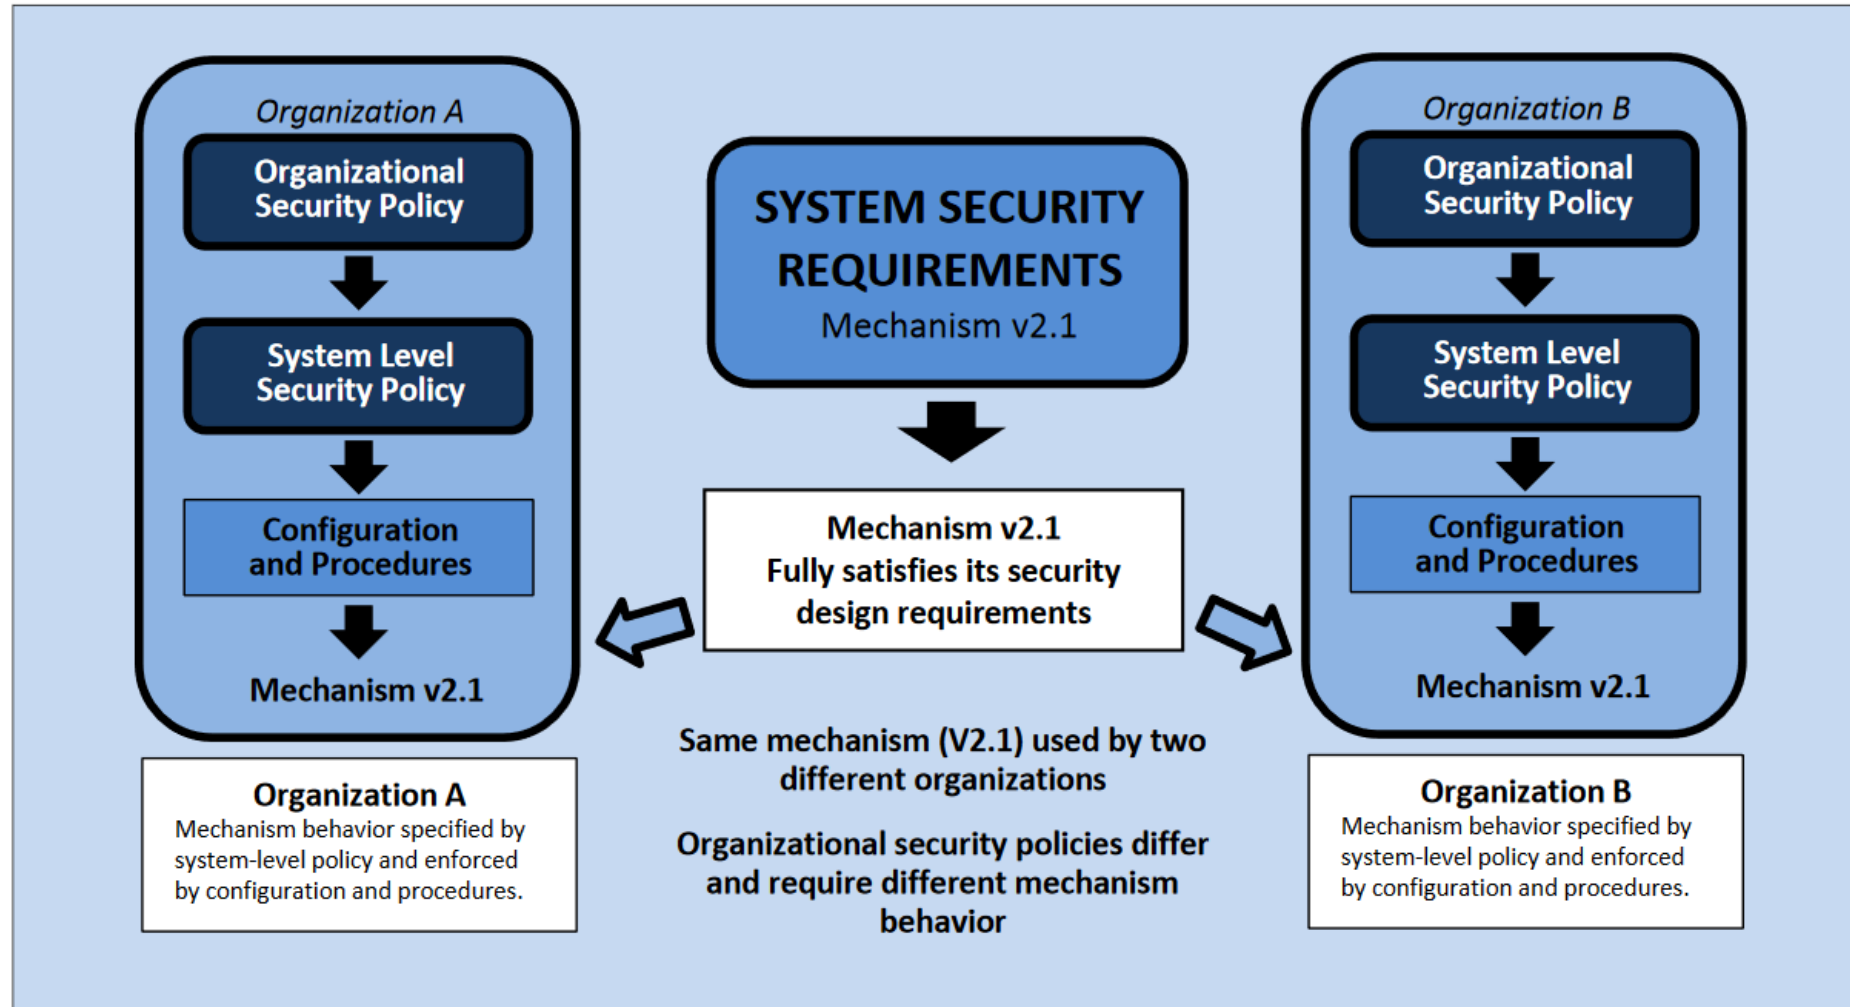 Organization A
Organizational
Security Policy
System Level
Security Policy
Configuration
and Procedures
Mechanism v2.1
Organization A
Mechanism behavior specified by
system-level policy and enforced
by configuration and procedures.
SYSTEM SECURITY
REQUIREMENTS
Mechanism v2.1
Mechanism v2.1
Fully satisfies its security
design requirements
Same mechanism (V2.1) used by two
different organizations
Organizational security policies differ
and require different mechanism
behavior
Organization B
Organizational
Security Policy
System Level
Security Policy
Configuration
and Procedures
Mechanism v2.1
Organization B
Mechanism behavior specified by
system-level policy and enforced
by configuration and procedures.